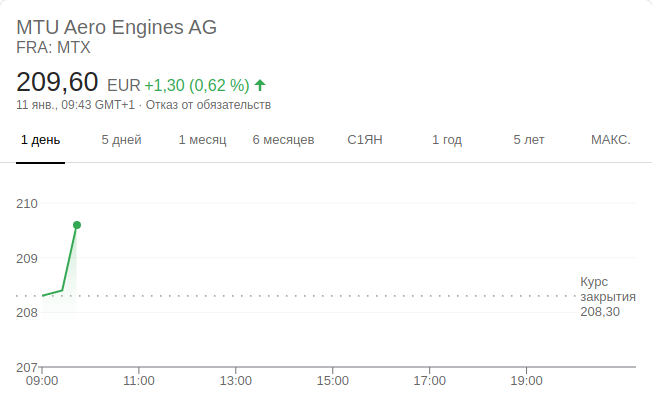 MTU Aero Engines AG
FRA: MTX
209,60 EUR +1,30 (0,62 %)
11 янв., 09:43 GMT+1 · Отказ от обязательств
1 день 5 дней 1 месяц 6 месяцев С1ЯН 1 год 5 лет МАКС.
210
209
Курс
закрытия
208,30
208
207
09:00 11:00 13:00 15:00 17:00 19:00